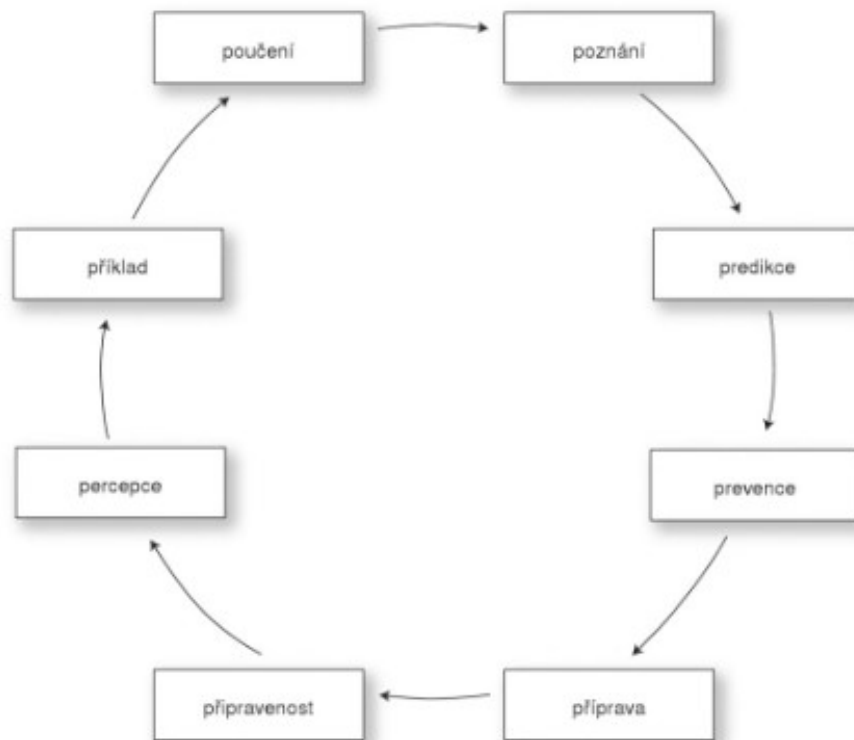 poučení
poznání
příklad
predikce
percepce
prevence
připravenost
příprava